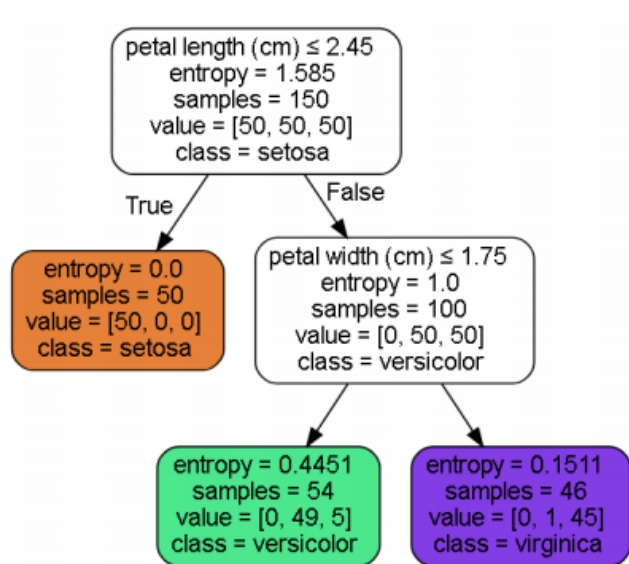 petal length (cm) ≤ 2.45
entropy = 1.585
samples = 150
value = [50, 50, 50]
class = setosa
True
False
entropy = 0.0
samples = 50
value = [50, 0, 0]
class = setosa
petal width (cm) ≤ 1.75
entropy = 1.0
samples = 100
value = [0, 50, 50]
class = versicolor
entropy = 0.4451
samples = 54
value = [0, 49, 5]
class = versicolor
entropy = 0.1511
samples = 46
value = [0, 1, 45]
class = virginica